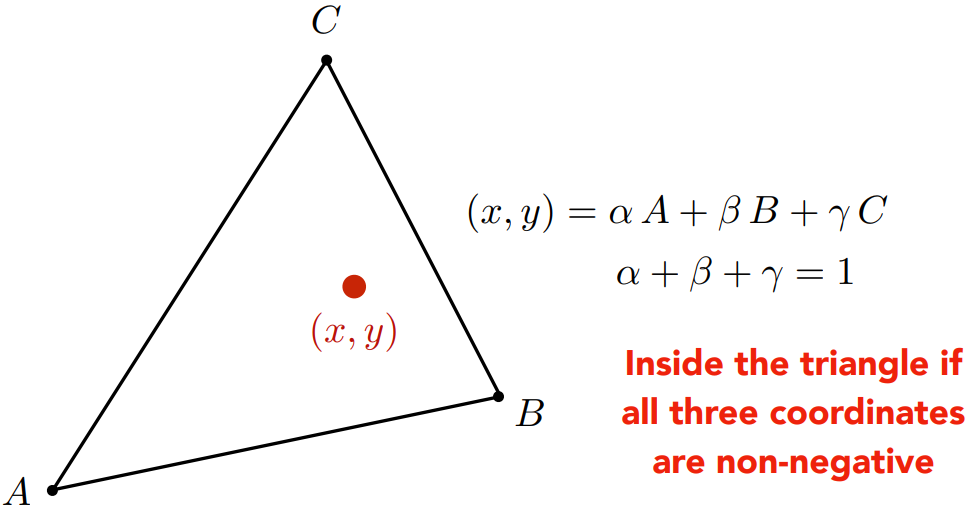 C
(x, y) = α A + β B + γ C
α + β + γ = 1
(x, y)
Inside the triangle if
all three coordinates
are non-negative
B
A